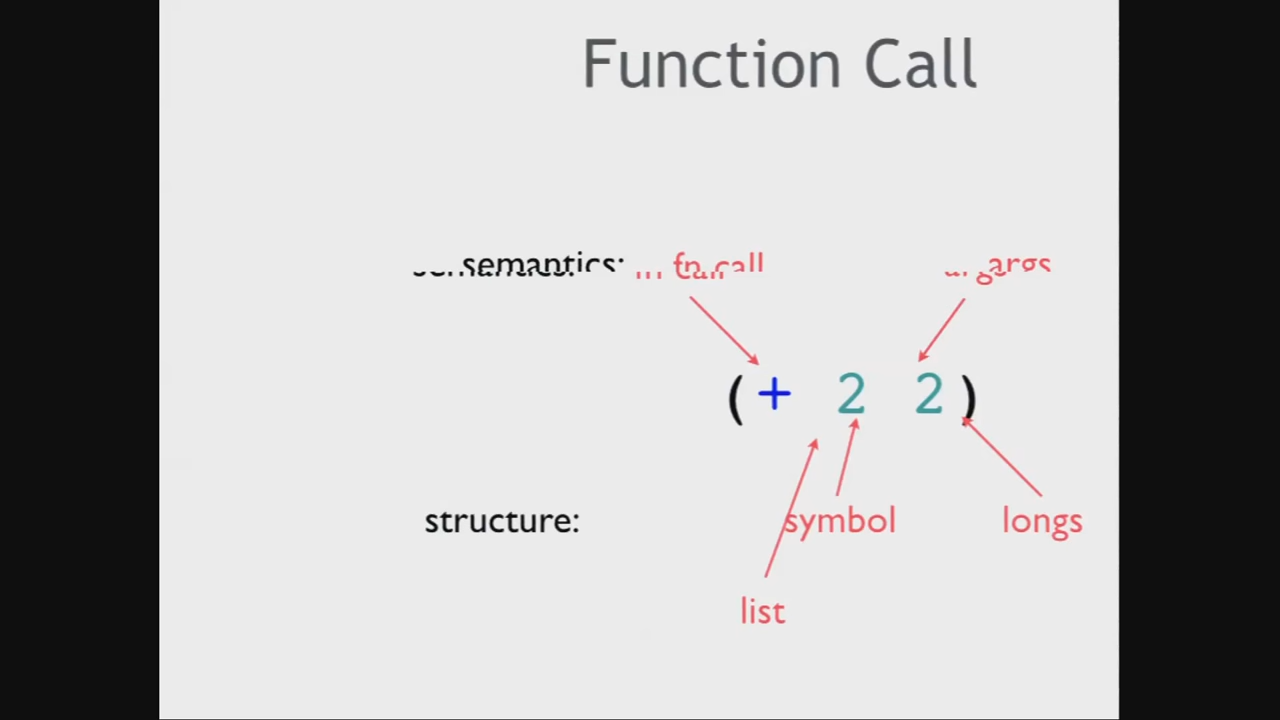 Function Call
semantics: fn call args
(+ 2 2)
structure: symbol longs
list